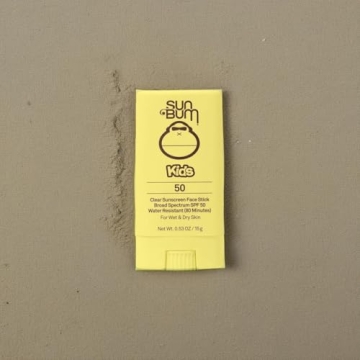 sun
BUM
Kids
50
Clear Sunscreen Face Stick
Broad Spectrum SPF 50
Water Resistant (80 Minutes)
For Wet & Dry Skin
Net Wt. 0.53 OZ / 15g